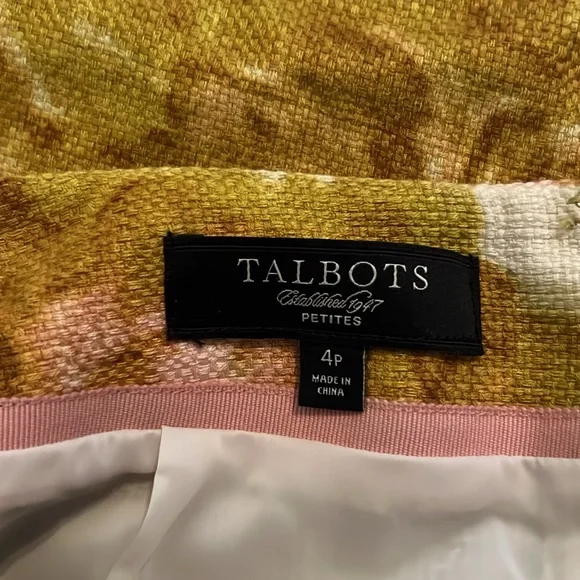 TALBOTS
Established 1947
PETITES
4P
MADE IN
CHINA